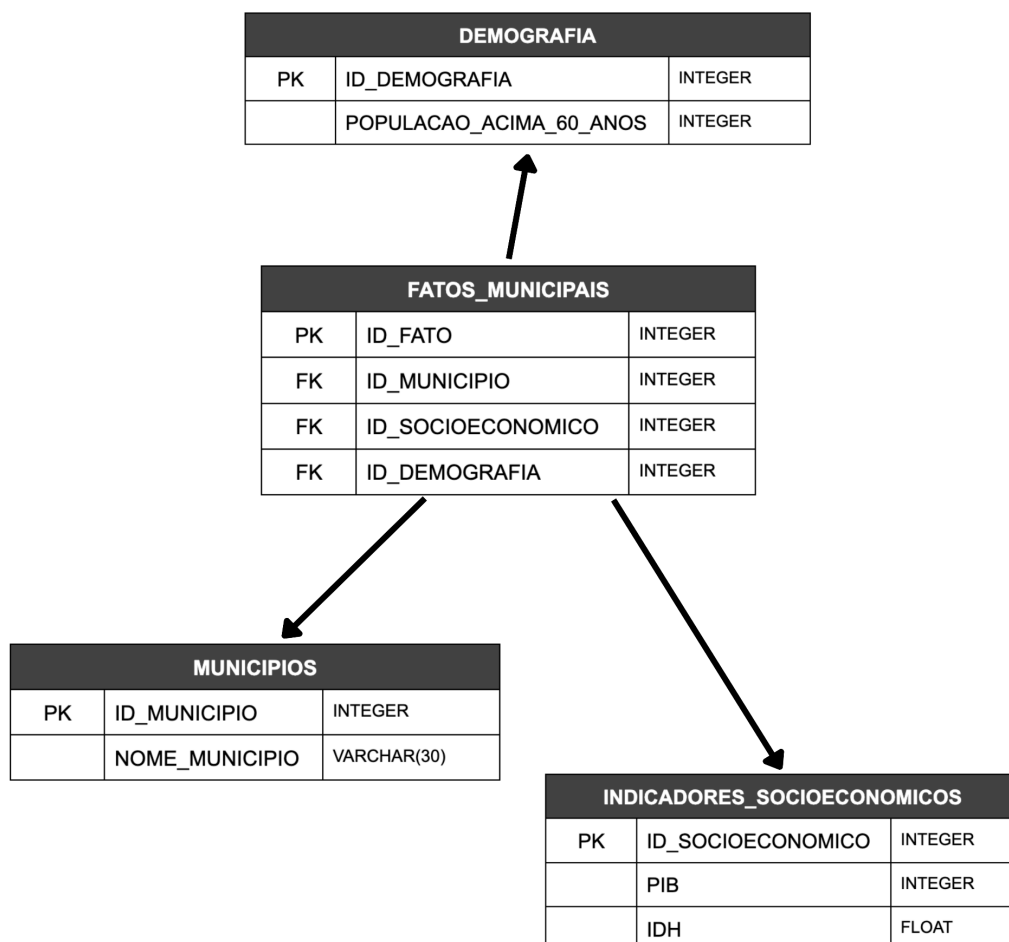 DEMOGRAFIA
PK ID_DEMOGRAFIA INTEGER
POPULACAO_ACIMA_60_ANOS INTEGER
FATOS_MUNICIPAIS
PK ID_FATO INTEGER
FK ID_MUNICIPIO INTEGER
FK ID_SOCIOECONOMICO INTEGER
FK ID_DEMOGRAFIA INTEGER
MUNICIPIOS
PK ID_MUNICIPIO INTEGER
NOME_MUNICIPIO VARCHAR(30)
INDICADORES_SOCIOECONOMICOS
PK ID_SOCIOECONOMICO INTEGER
PIB INTEGER
IDH FLOAT